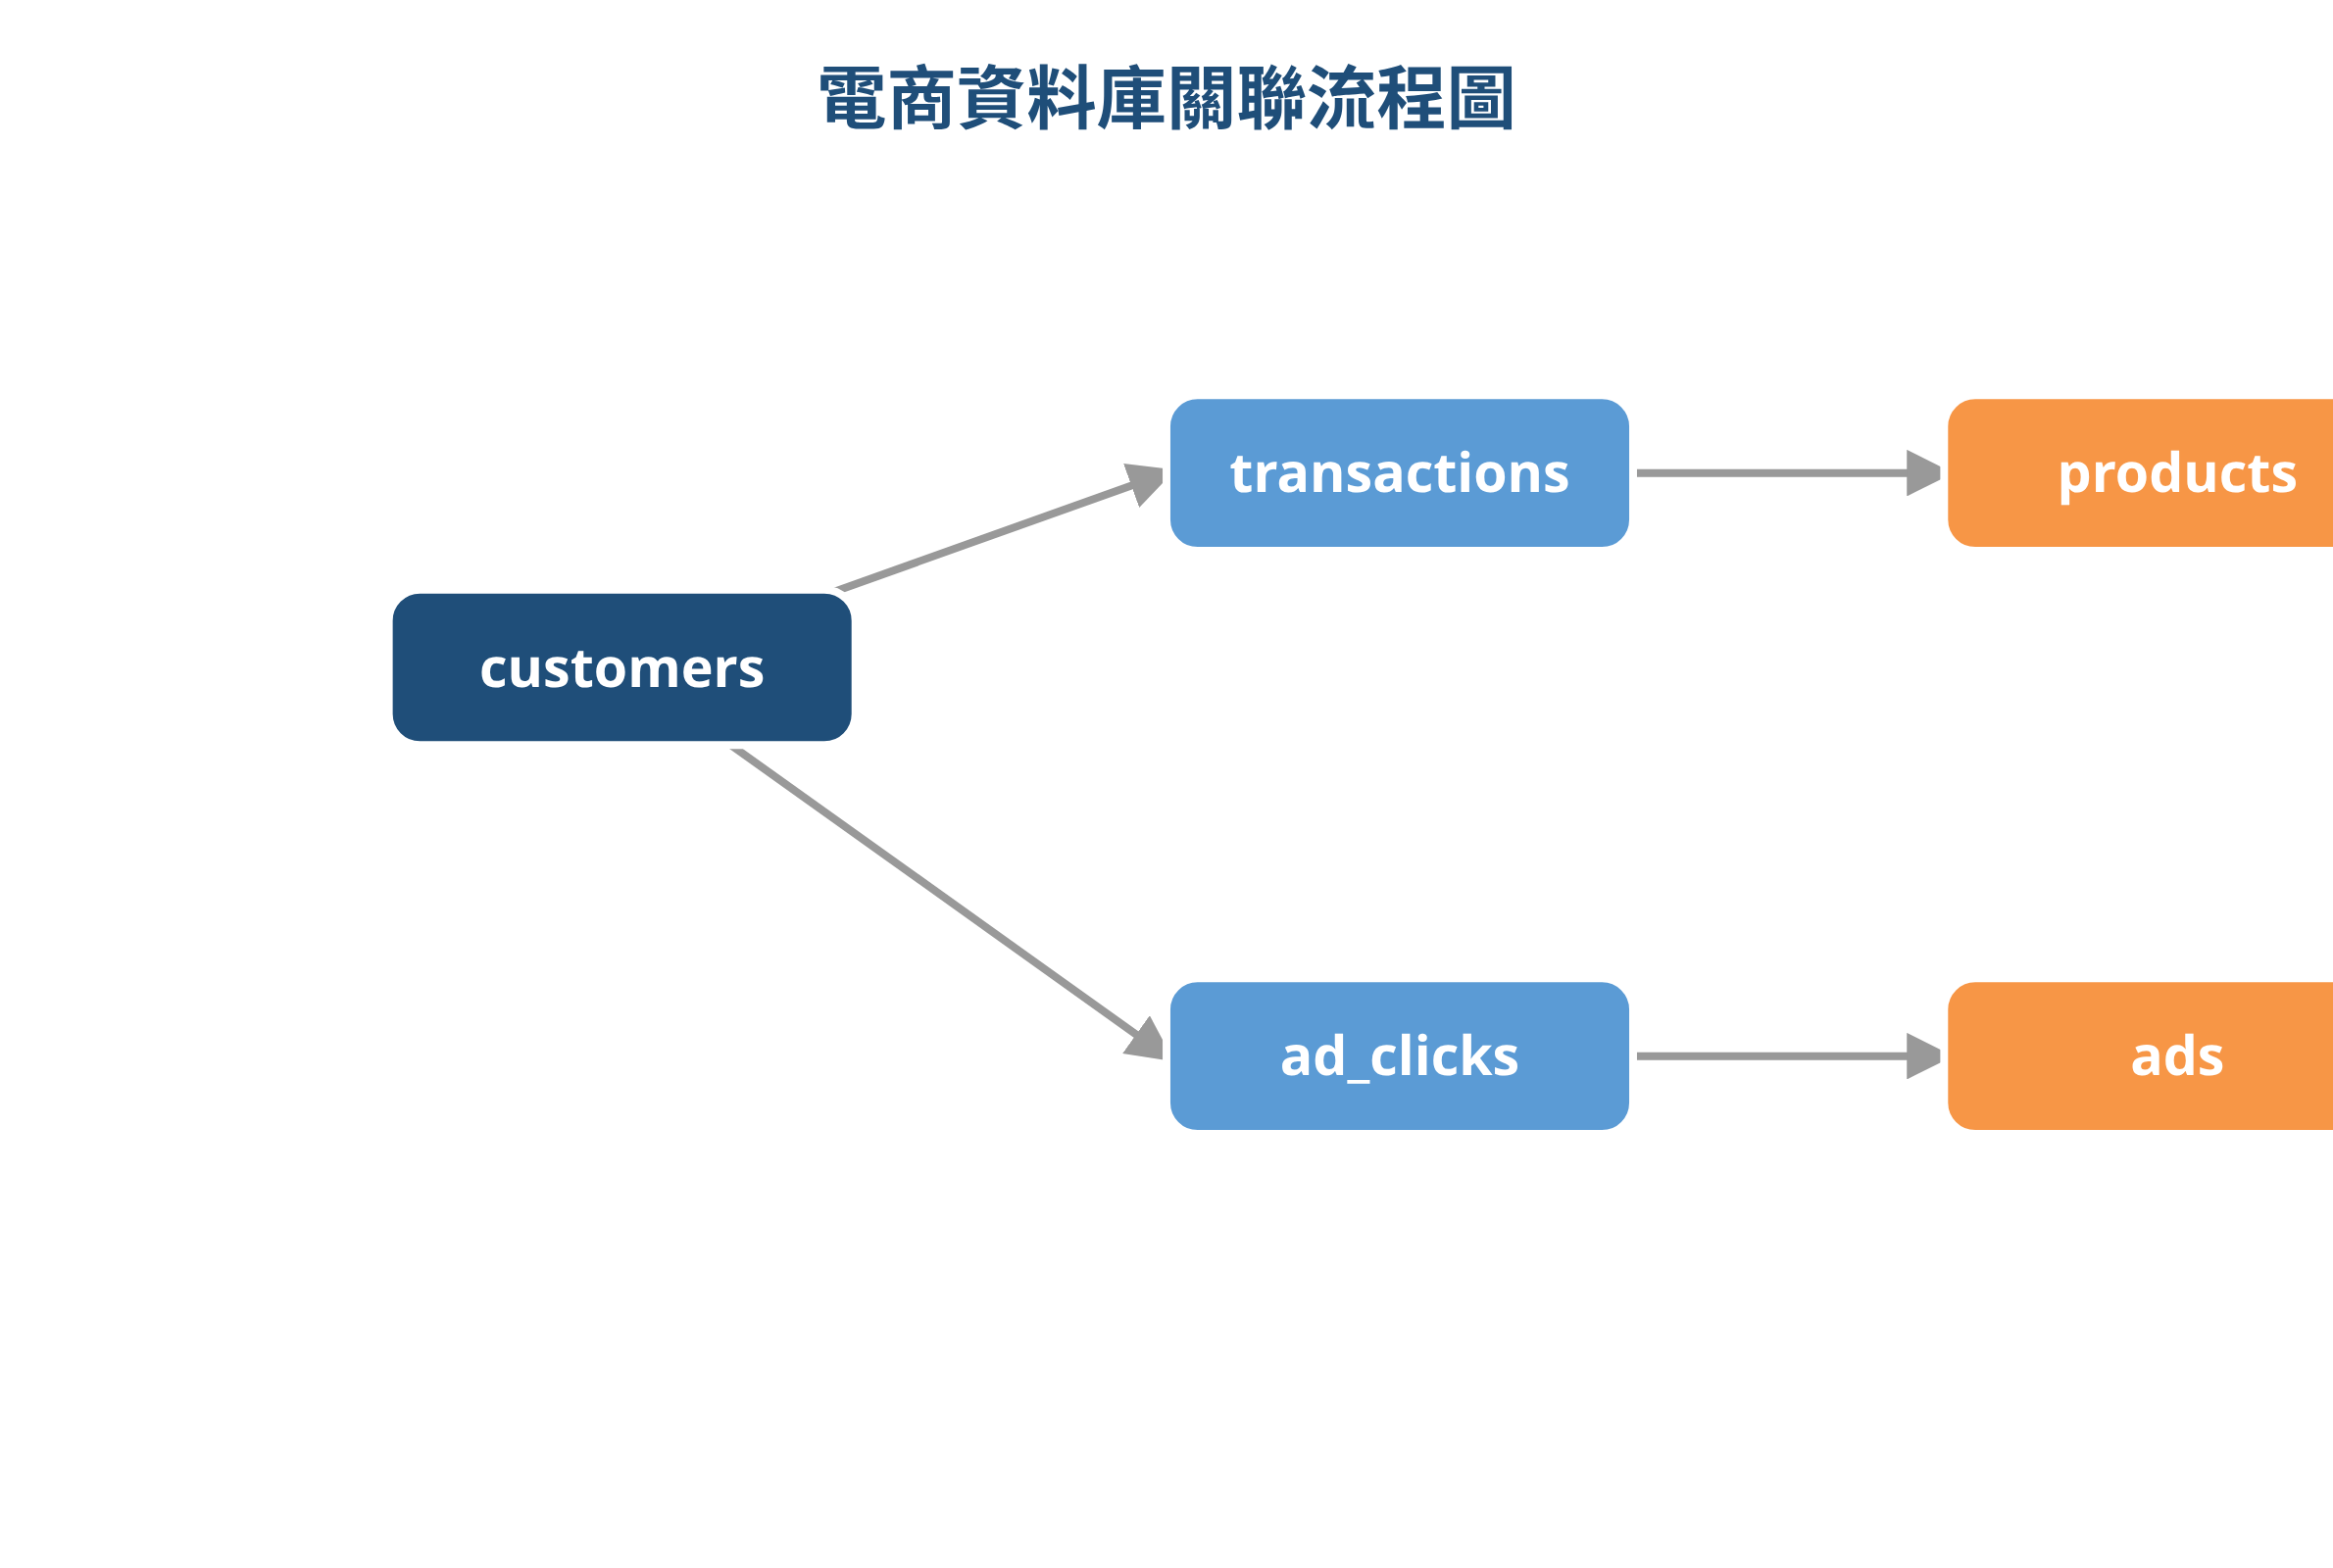 電商資料庫關聯流程圖
transactions
products
customers
ad_clicks
ads